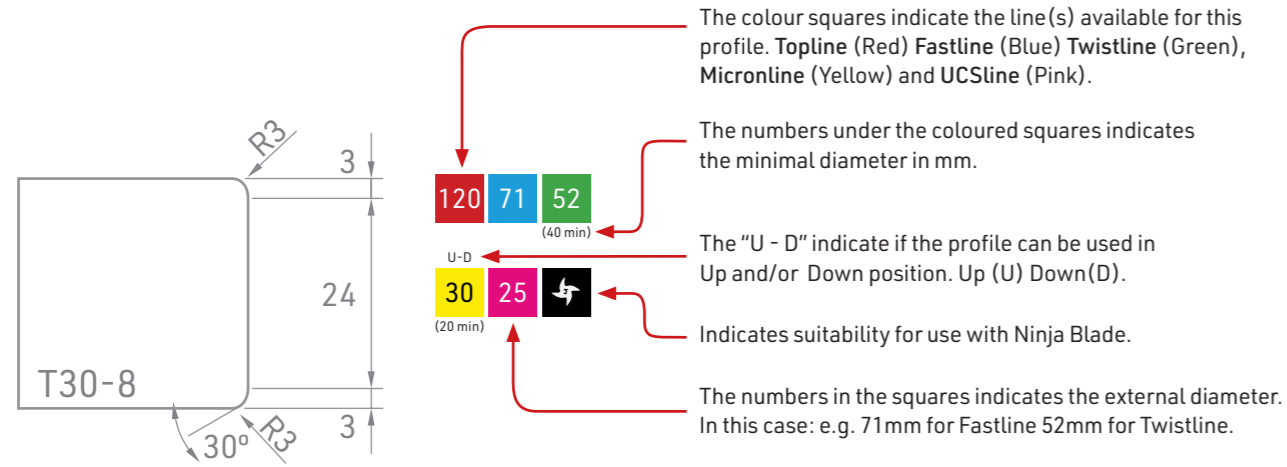 The colour squares indicate the line(s) available for this
profile. Topline (Red) Fastline (Blue) Twistline (Green),
Micronline (Yellow) and UCSline (Pink).
The numbers under the coloured squares indicates
the minimal diameter in mm.
R3
3
120 71 52
(40 min)
The “U - D” indicate if the profile can be used in
Up and/or Down position. Up (U) Down(D).
U-D
24
30 25
(20 min)
Indicates suitability for use with Ninja Blade.
T30-8
The numbers in the squares indicates the external diameter.
In this case: e.g. 71mm for Fastline 52mm for Twistline.
30º
R3
3